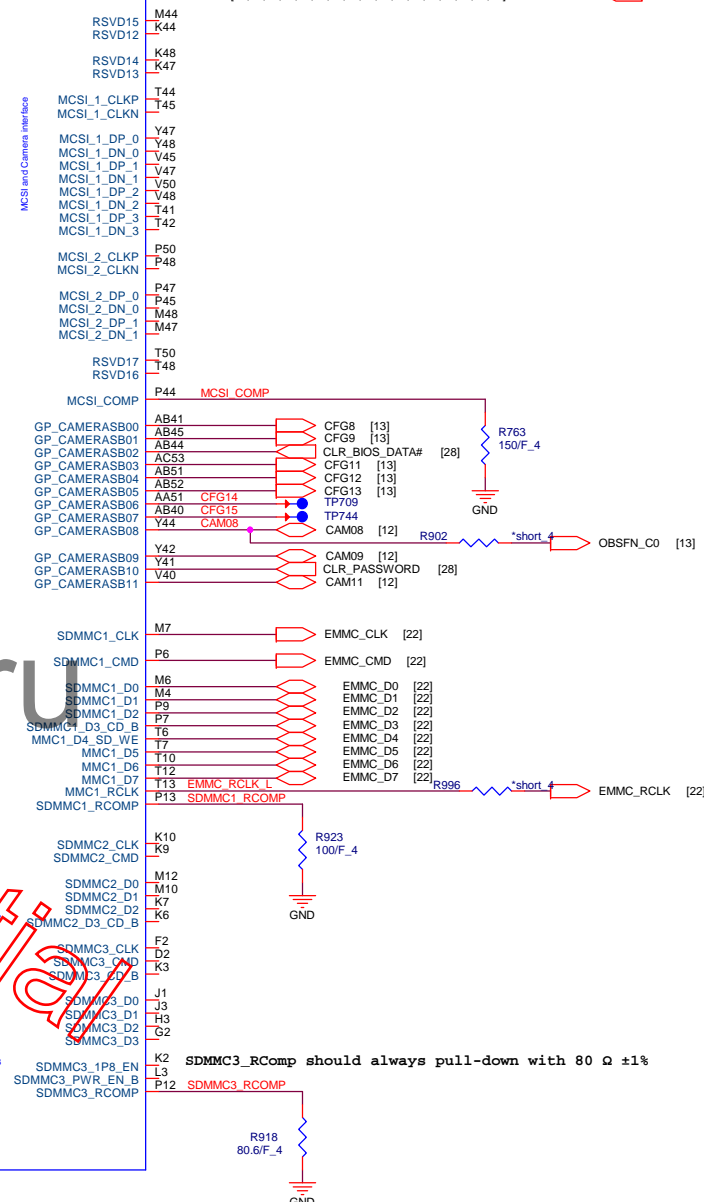 RSVD15 M44
RSVD12 K44
RSVD14 K48
RSVD13 K47
MCSI and Camera interface
MCSI_1_CLKP T44
MCSI_1_CLKN T45
MCSI_1_DP_0 Y47
MCSI_1_DN_0 Y48
MCSI_1_DP_1 V45
MCSI_1_DN_1 V47
MCSI_1_DP_2 V50
MCSI_1_DN_2 V48
MCSI_1_DP_3 T41
MCSI_1_DN_3 T42
MCSI_2_CLKP P50
MCSI_2_CLKN P48
MCSI_2_DP_0 P47
MCSI_2_DN_0 P45
MCSI_2_DP_1 M48
MCSI_2_DN_1 M47
RSVD17 T50
RSVD16 T48
MCSI_COMP P44 MCSI_COMP
R763
150/F_4
GND
GP_CAMERASB00 AB41 CFG8 [13]
GP_CAMERASB01 AB45 CFG9 [13]
GP_CAMERASB02 AB44 CLR_BIOS_DATA# [28]
GP_CAMERASB03 AC53 CFG11 [13]
GP_CAMERASB04 AB51 CFG12 [13]
GP_CAMERASB05 AB52 CFG13 [13]
GP_CAMERASB06 AA51 CFG14 TP709
GP_CAMERASB07 AB40 CFG15 TP744
GP_CAMERASB08 Y44 CAM08 CAM08 [12]
R902 *short_4 OBSFN_C0 [13]
GP_CAMERASB09 Y42 CAM09 [12]
GP_CAMERASB10 Y41 CLR_PASSWORD [28]
GP_CAMERASB11 V40 CAM11 [12]
SDMMC1_CLK M7 EMMC_CLK [22]
SDMMC1_CMD P6 EMMC_CMD [22]
SDMMC1_D0 M6 EMMC_D0 [22]
SDMMC1_D1 M4 EMMC_D1 [22]
SDMMC1_D2 P9 EMMC_D2 [22]
SDMMC1_D3_CD_B P7 EMMC_D3 [22]
MMC1_D4_SD_WE T6 EMMC_D4 [22]
MMC1_D5 T7 EMMC_D5 [22]
MMC1_D6 T10 EMMC_D6 [22]
MMC1_D7 T12 EMMC_D7 [22]
MMC1_RCLK T13 EMMC_RCLK_L R996 *short_4 EMMC_RCLK [22]
SDMMC1_RCOMP P13 SDMMC1_RCOMP
R923
100/F_4
GND
SDMMC2_CLK K10
SDMMC2_CMD K9
SDMMC2_D0 M12
SDMMC2_D1 M10
SDMMC2_D2 K7
SDMMC2_D3_CD_B K6
SDMMC3_CLK F2
SDMMC3_CMD D2
SDMMC3_CD_B K3
SDMMC3_D0 J1
SDMMC3_D1 J3
SDMMC3_D2 H3
SDMMC3_D3 G2
SDMMC3_1P8_EN K2
SDMMC3_RComp should always pull-down with 80 Ω ±1%
SDMMC3_PWR_EN_B L3
SDMMC3_RCOMP P12 SDMMC3_RCOMP
R918
80.6/F_4
GND
ru
tial